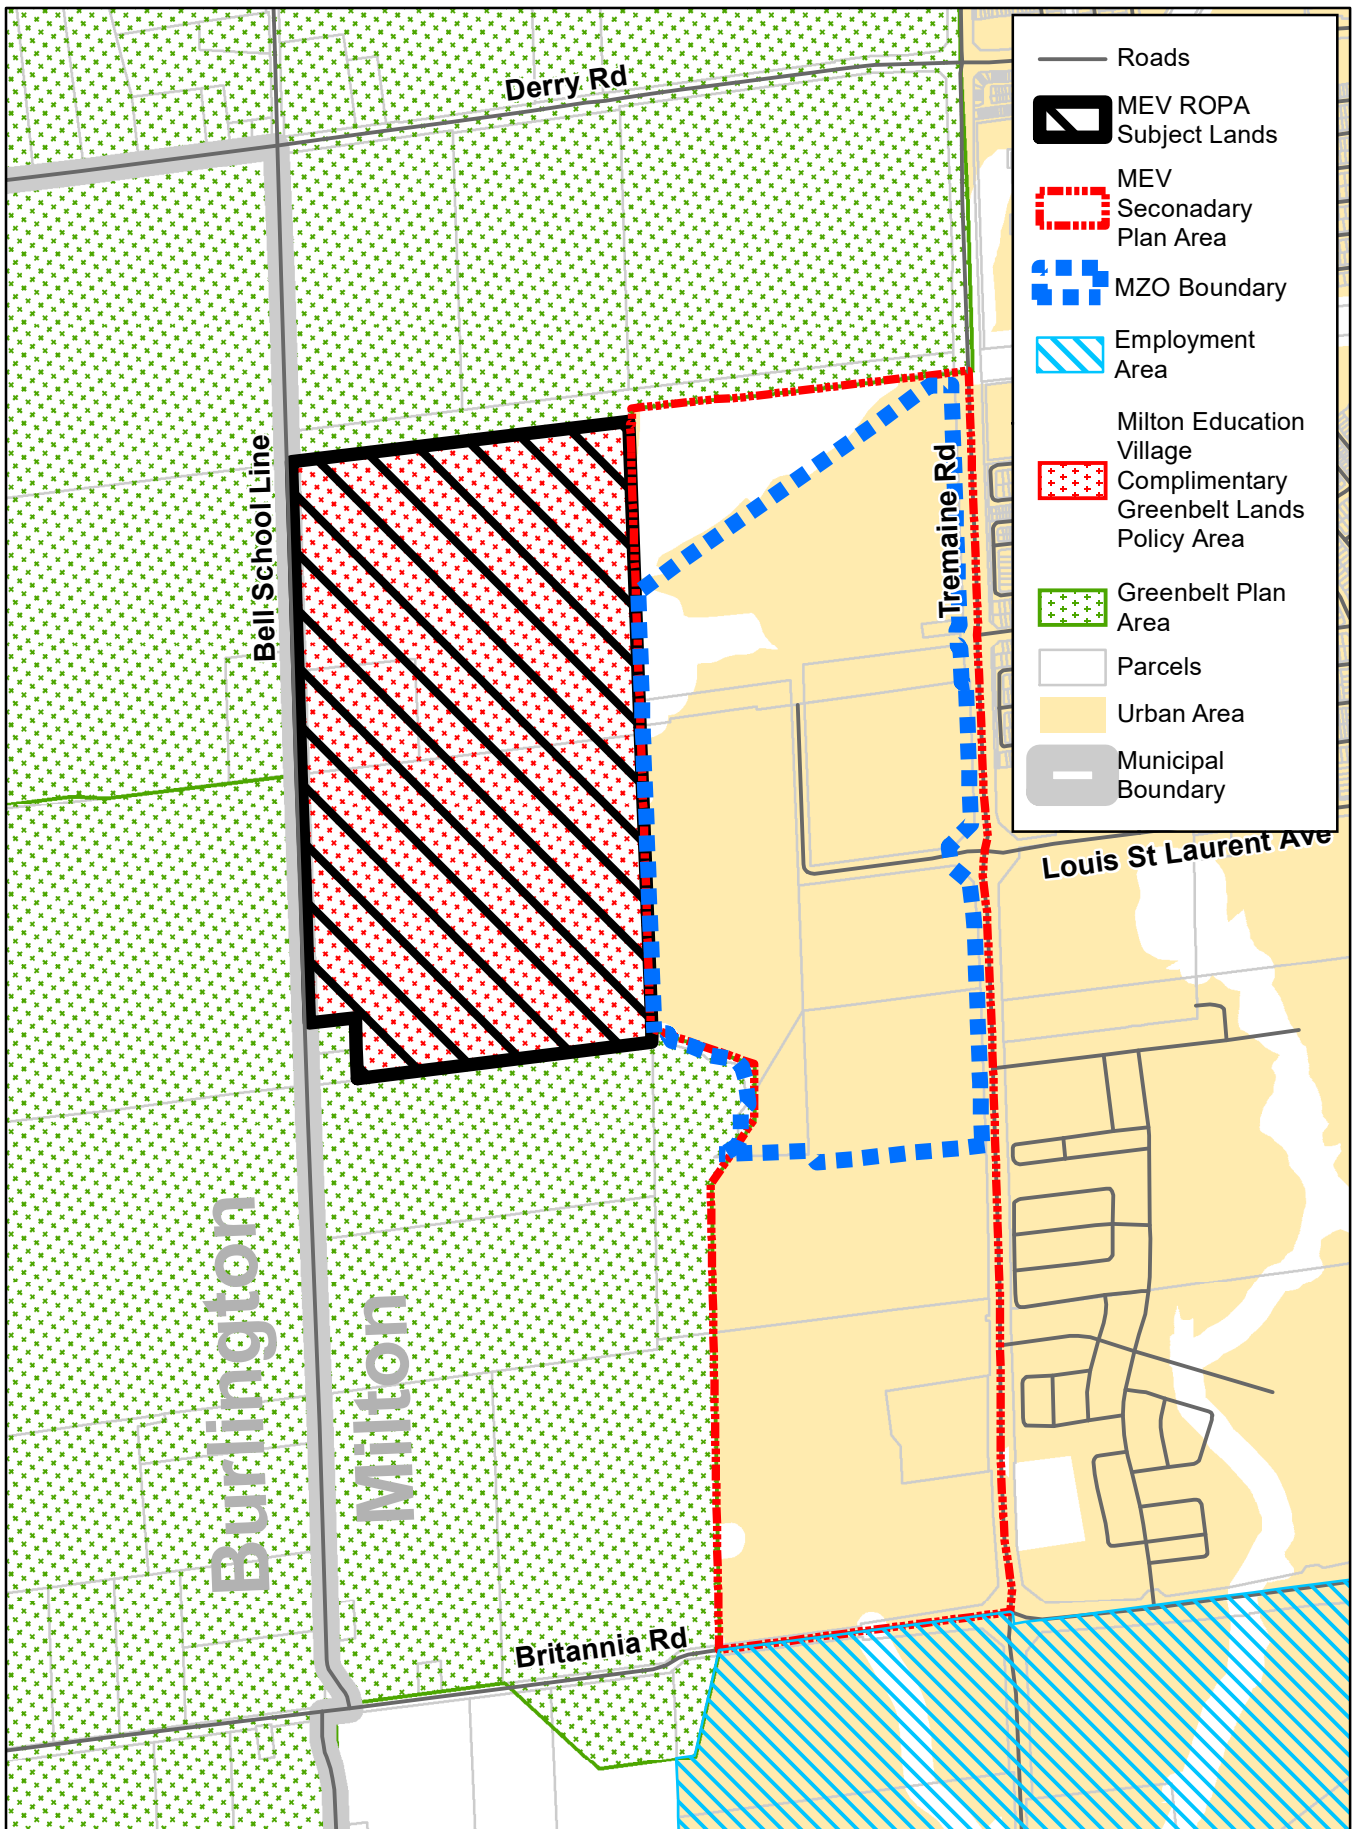 Derry Rd
Roads
MEV ROPA
Subject Lands
MEV
Seconadary
Plan Area
MZO Boundary
Employment
Area
Milton Education
Village
Complimentary
Greenbelt Lands
Policy Area
Greenbelt Plan
Area
Parcels
Urban Area
Municipal
Boundary
Bell School Line
Tremaine Rd
Louis St Laurent Ave
Burlington
Milton
Britannia Rd